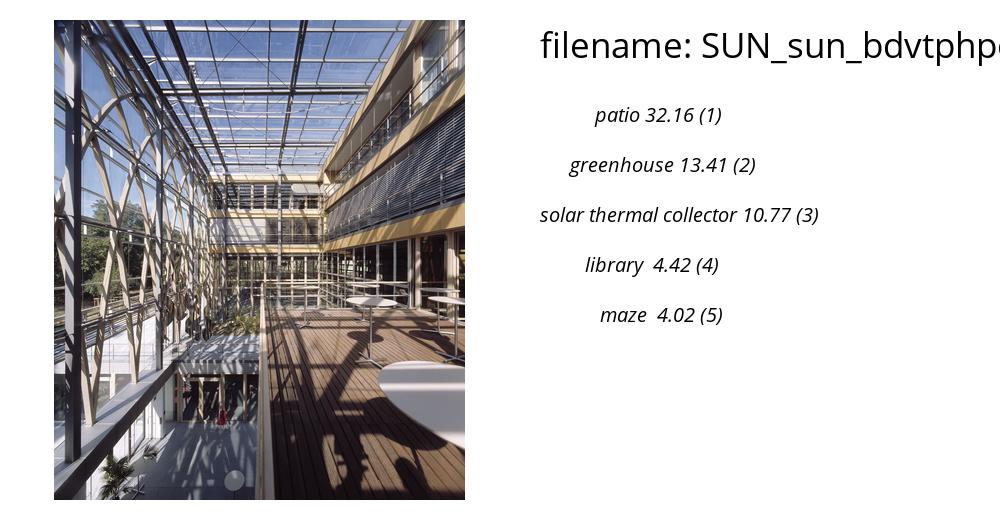 filename: SUN_sun_bdvtphp
patio 32.16 (1)
greenhouse 13.41 (2)
solar thermal collector 10.77 (3)
library 4.42 (4)
maze 4.02 (5)